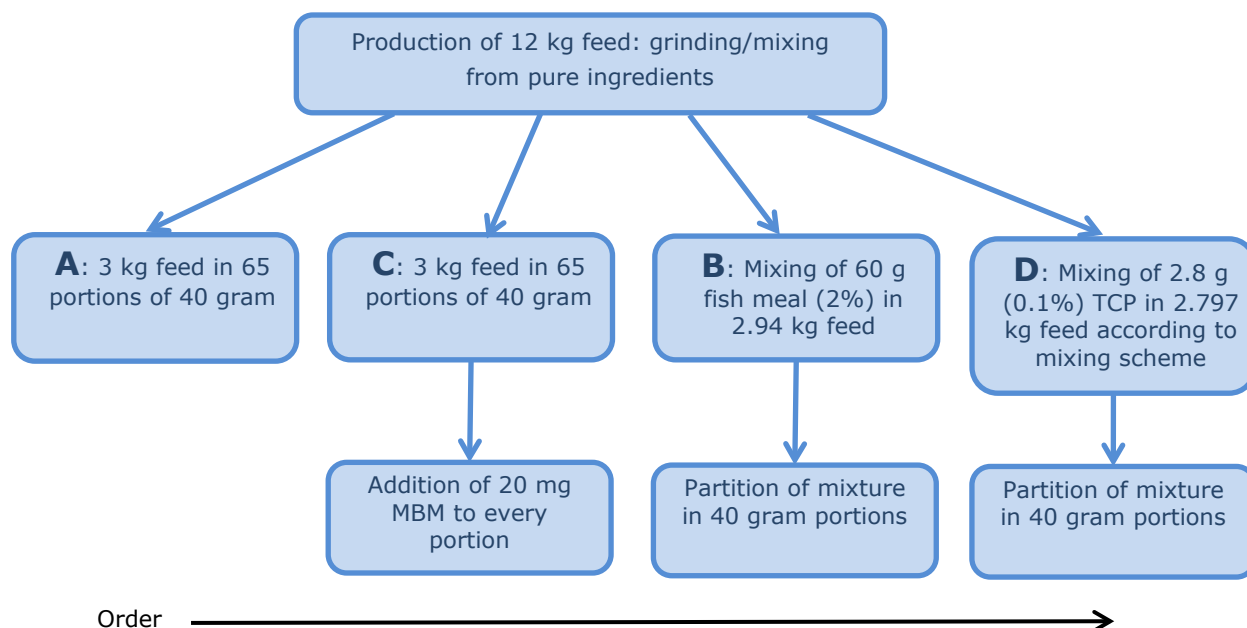 Production of 12 kg feed: grinding/mixing
from pure ingredients
A: 3 kg feed in 65
portions of 40 gram
C: 3 kg feed in 65
portions of 40 gram
B: Mixing of 60 g
fish meal (2%) in
2.94 kg feed
D: Mixing of 2.8 g
(0.1%) TCP in 2.797
kg feed according to
mixing scheme
Addition of 20 mg
MBM to every
portion
Partition of mixture
in 40 gram portions
Partition of mixture
in 40 gram portions
Order